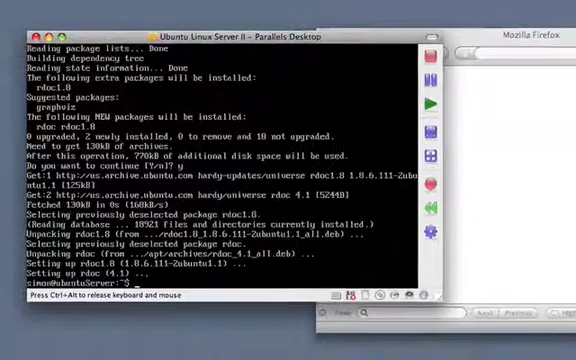 Ubuntu Linux Server II – Parallels Desktop
Mozilla Firefox
Reading package lists... Done
Building dependency tree
Reading state information... Done
The following extra packages will be installed:
rdoc1.8
Suggested packages:
graphviz
The following NEW packages will be installed:
rdoc rdoc1.8
0 upgraded, 2 newly installed, 0 to remove and 18 not upgraded.
Need to get 130kB of archives.
After this operation, 770kB of additional disk space will be used.
Do you want to continue [Y/n]? y
Get:1 http://us.archive.ubuntu.com hardy-updates/universe rdoc1.8 1.8.6.111-2ubu
ntu1.1 [125kB]
Get:2 http://us.archive.ubuntu.com hardy/universe rdoc 4.1 [5244B]
Fetched 130kB in 0s (168kB/s)
Selecting previously deselected package rdoc1.8.
(Reading database ... 18921 files and directories currently installed.)
Unpacking rdoc1.8 (from .../rdoc1.8_1.8.6.111-2ubuntu1.1_all.deb) ...
Selecting previously deselected package rdoc.
Unpacking rdoc (from .../apt/archives/rdoc_4.1_all.deb) ...
Setting up rdoc1.8 (1.8.6.111-2ubuntu1.1) ...
Setting up rdoc (4.1) ...
simon@ubuntuServer:~$ _
Press Ctrl+Alt to release keyboard and mouse
Next
Previous